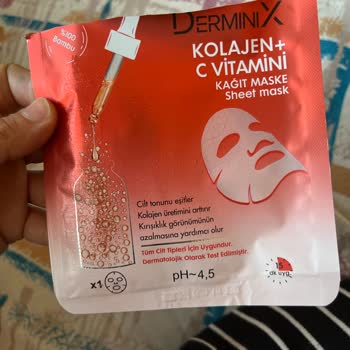 DERMINIX
%100
Bambu
KOLAJEN+
C VİTAMİNİ
KAĞIT MASKE
Sheet mask
Cilt tonunu eşitler
Kolajen üretimini arttırır
Kırışıklık görünümünün
azalmasına yardımcı olur
Tüm Cilt Tipleri İçin Uygundur.
Dermatolojik Olarak Test Edilmiştir.
x1
pH~4,5